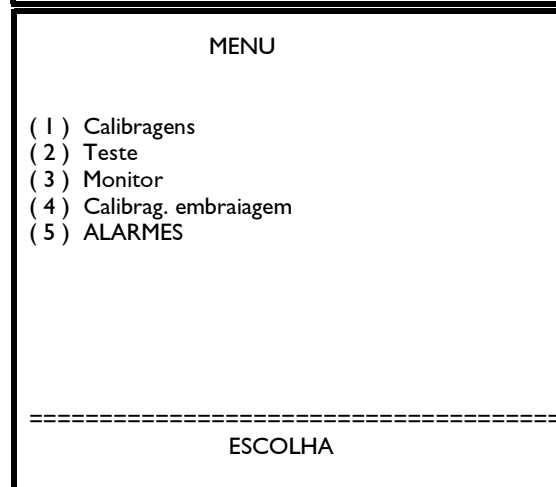 MENU
( 1 ) Calibragens
( 2 ) Teste
( 3 ) Monitor
( 4 ) Calibrag. embraiagem
( 5 ) ALARMES
======================================
ESCOLHA